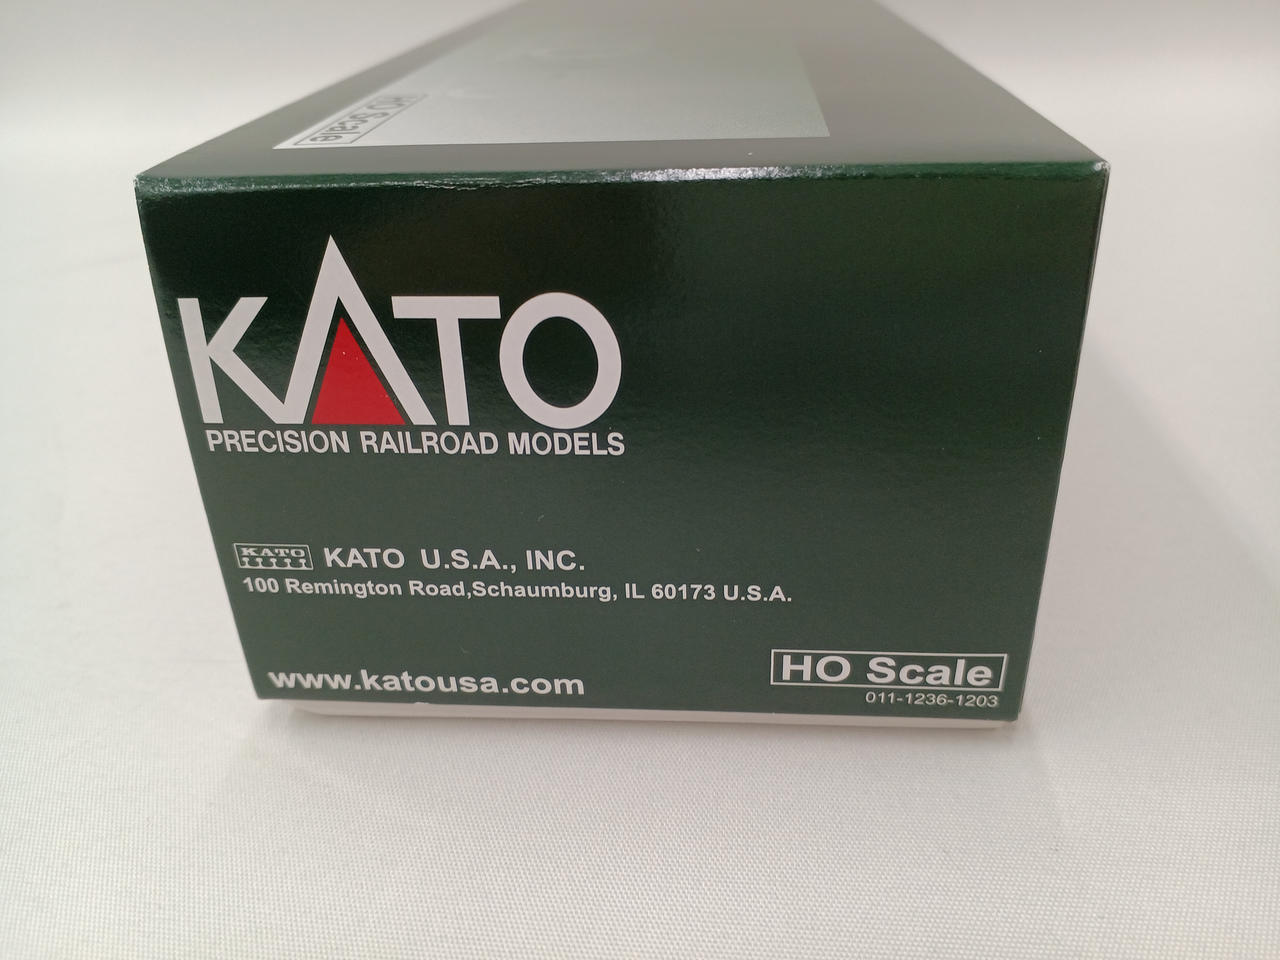 HO Scale
KATO
PRECISION RAILROAD MODELS
KATO KATO U.S.A., INC.
100 Remington Road,Schaumburg, IL 60173 U.S.A.
www.katousa.com
HO Scale
011-1236-1203